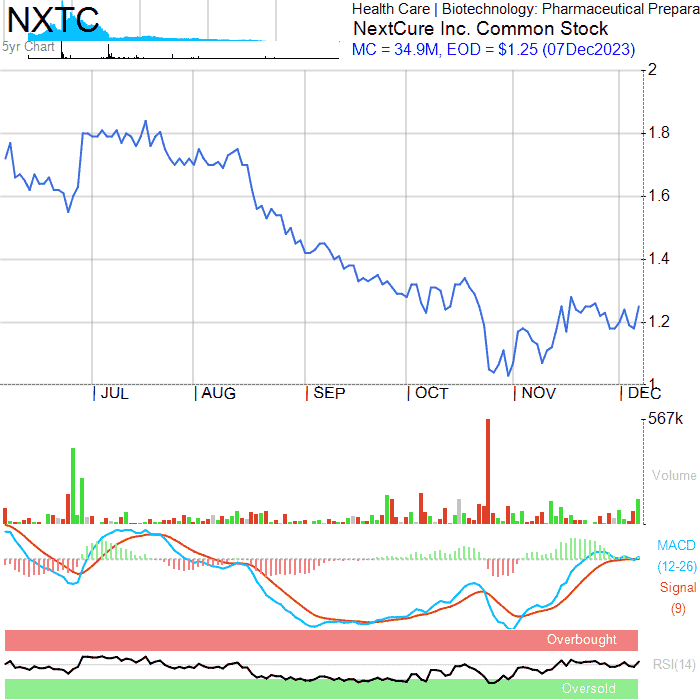 NXTC
5yr Chart
Health Care | Biotechnology: Pharmaceutical Prepara
NextCure Inc. Common Stock
MC = 34.9M, EOD = $1.25 (07Dec2023)
2
1.8
1.6
1.4
1.2
1
JUL AUG SEP OCT NOV DEC
567k
Volume
MACD
(12-26)
Signal
(9)
Overbought
RSI(14)
Oversold